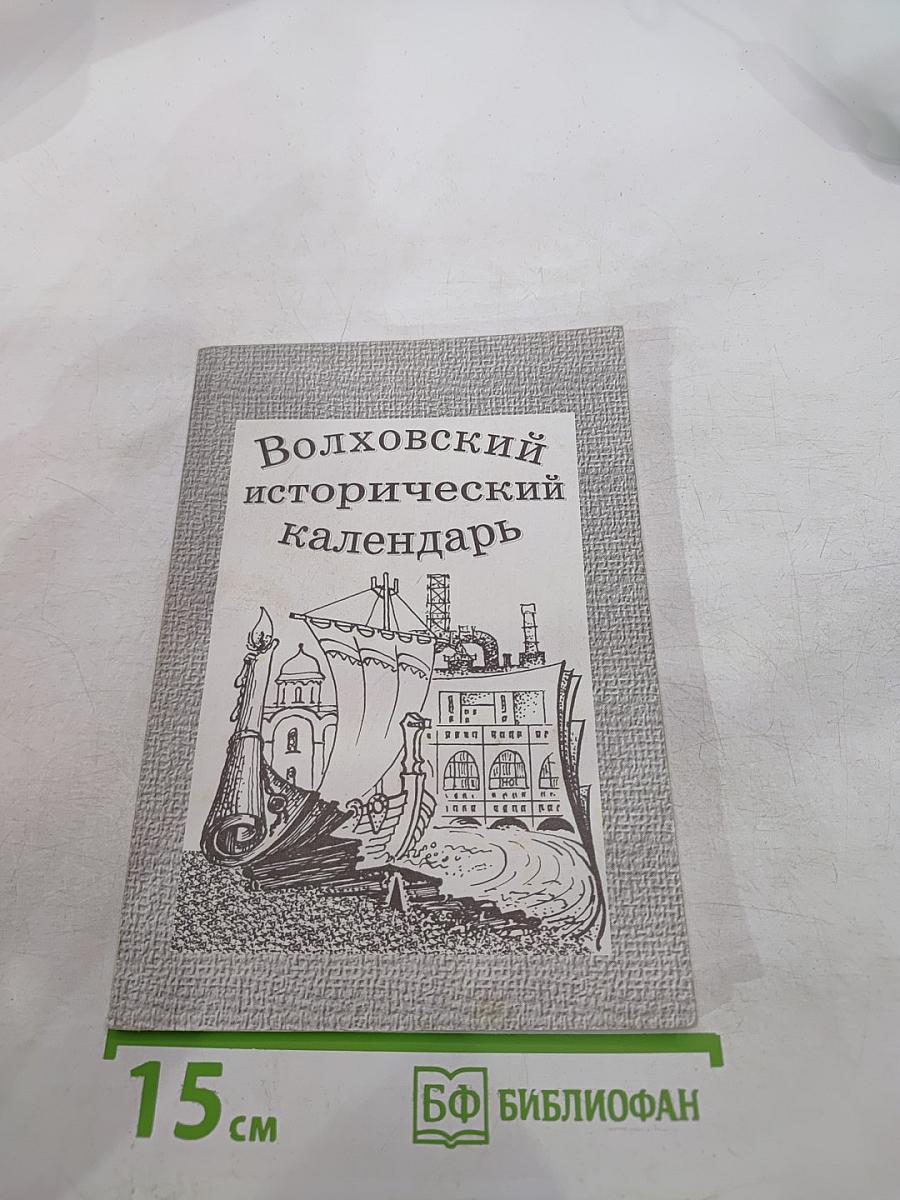 Волховский
исторический
календарь
15 см
БФ БИБЛИОФАН